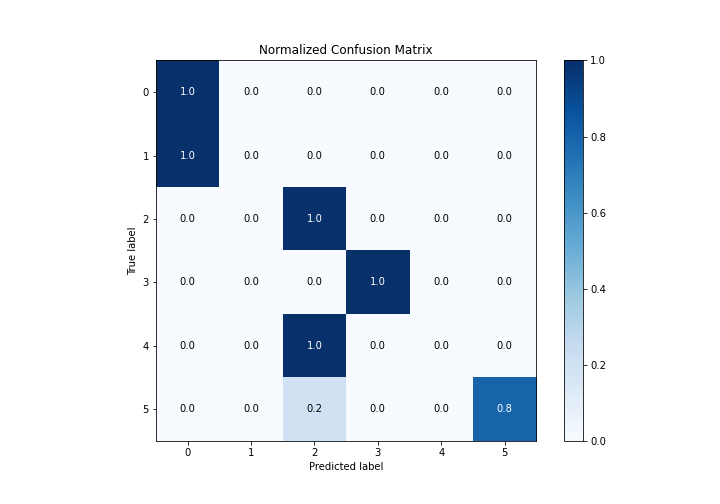 Normalized Confusion Matrix
True label
0 1.0 0.0 0.0 0.0 0.0 0.0
1 1.0 0.0 0.0 0.0 0.0 0.0
2 0.0 0.0 1.0 0.0 0.0 0.0
3 0.0 0.0 0.0 1.0 0.0 0.0
4 0.0 0.0 1.0 0.0 0.0 0.0
5 0.0 0.0 0.2 0.0 0.0 0.8
0 1 2 3 4 5
Predicted label
1.0
0.8
0.6
0.4
0.2
0.0